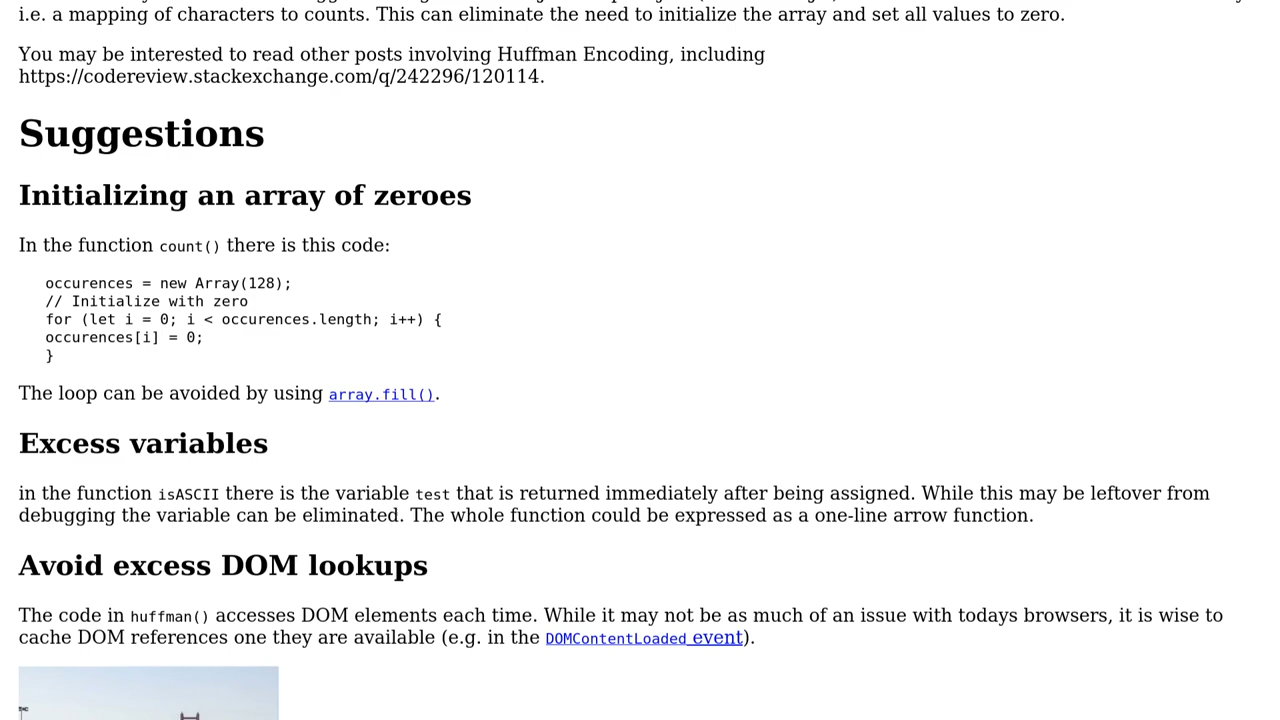 i.e. a mapping of characters to counts. This can eliminate the need to initialize the array and set all values to zero.
You may be interested to read other posts involving Huffman Encoding, including
https://codereview.stackexchange.com/q/242296/120114.
Suggestions
Initializing an array of zeroes
In the function count() there is this code:
occurences = new Array(128);
// Initialize with zero
for (let i = 0; i < occurences.length; i++) {
occurences[i] = 0;
}
The loop can be avoided by using array.fill().
Excess variables
in the function isASCII there is the variable test that is returned immediately after being assigned. While this may be leftover from
debugging the variable can be eliminated. The whole function could be expressed as a one-line arrow function.
Avoid excess DOM lookups
The code in huffman() accesses DOM elements each time. While it may not be as much of an issue with todays browsers, it is wise to
cache DOM references one they are available (e.g. in the DOMContentLoaded event).